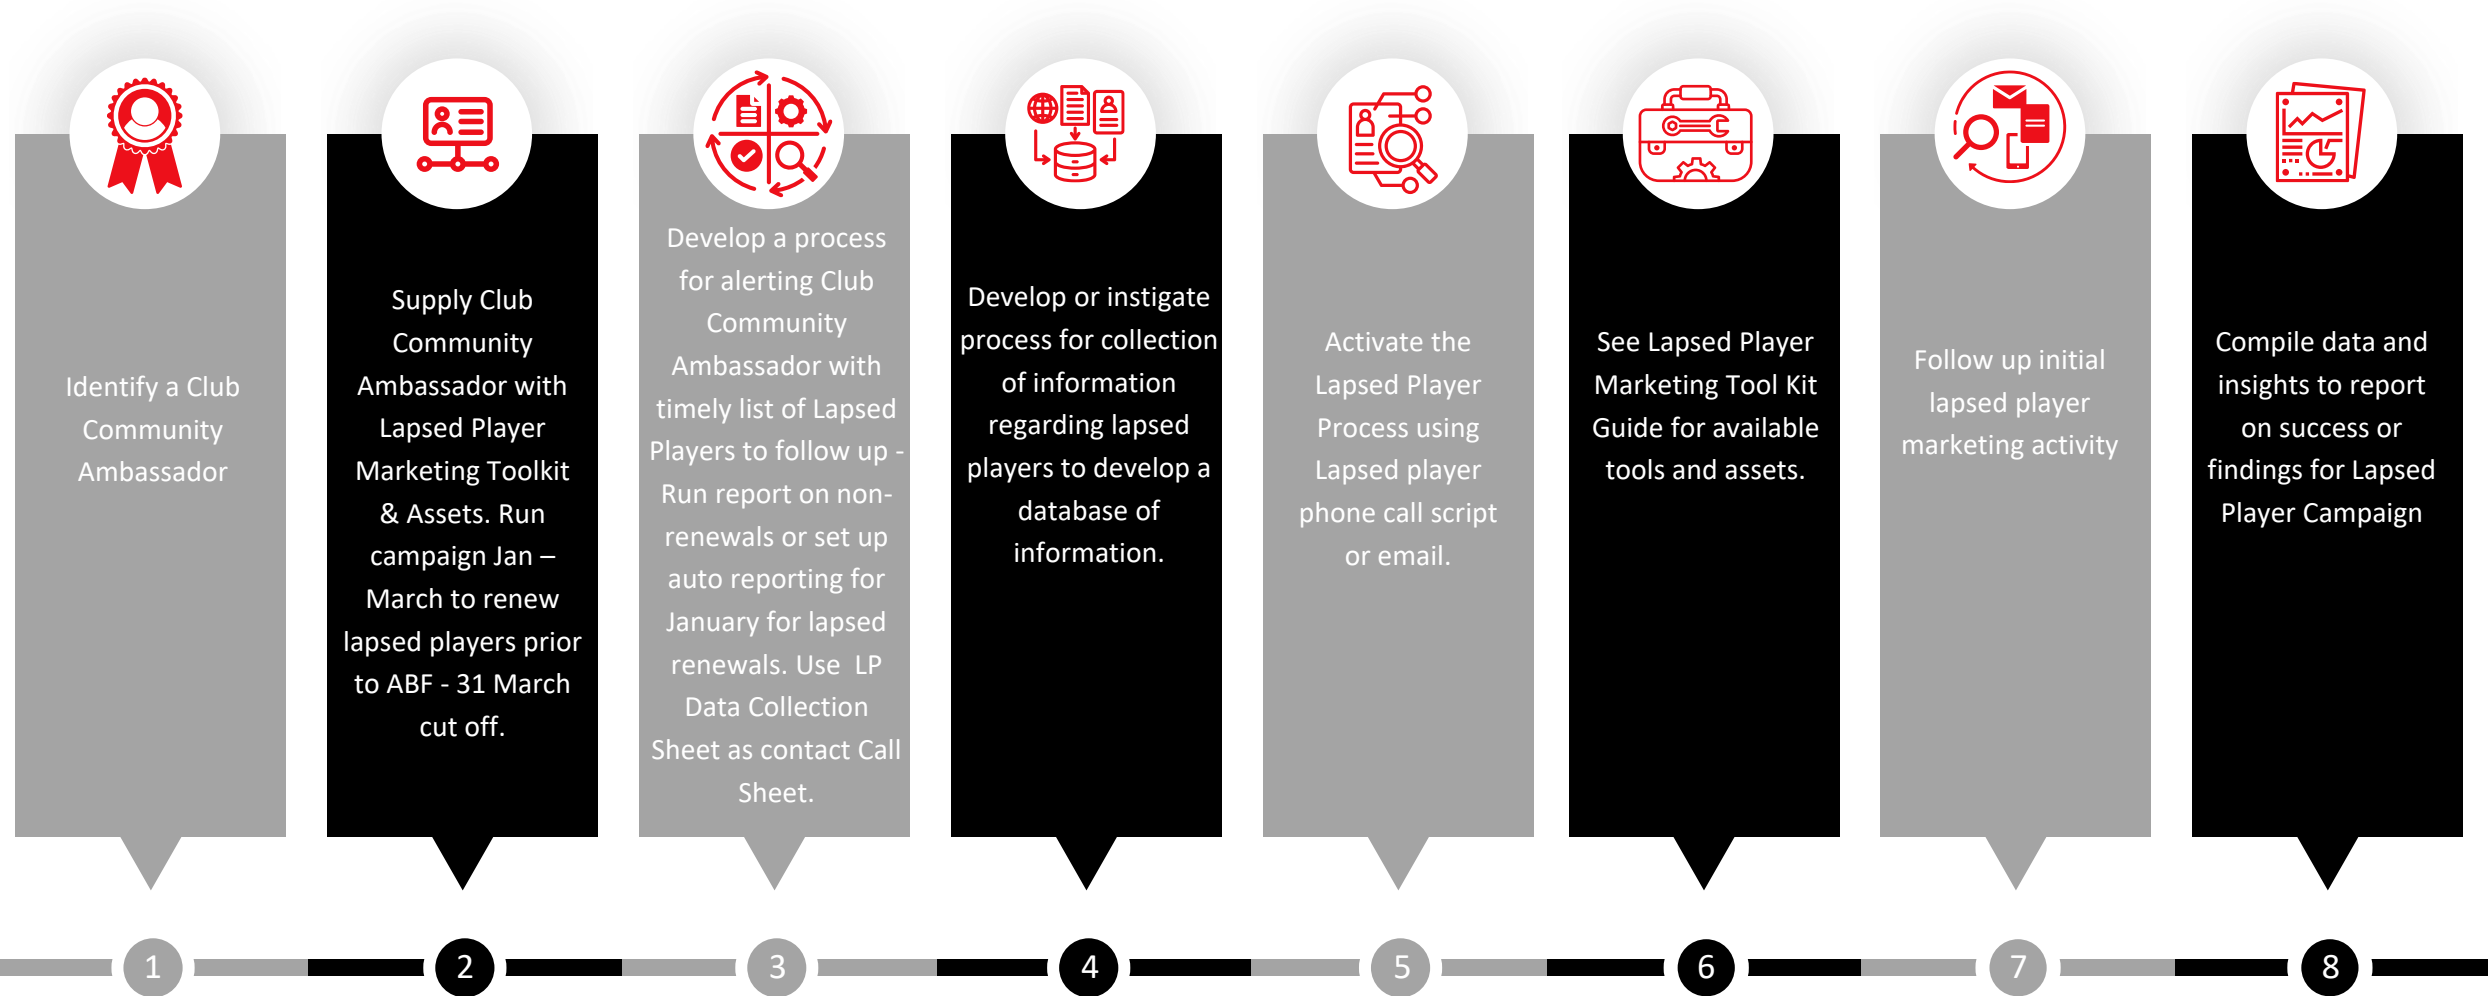 Identify a Club
Community
Ambassador
Supply Club
Community
Ambassador with
Lapsed Player
Marketing Toolkit
& Assets. Run
campaign Jan –
March to renew
lapsed players prior
to ABF - 31 March
cut off.
Develop a process
for alerting Club
Community
Ambassador with
timely list of Lapsed
Players to follow up -
Run report on non-
renewals or set up
auto reporting for
January for lapsed
renewals. Use  LP
Data Collection
Sheet as contact Call
Sheet.
Develop or instigate
process for collection
of information
regarding lapsed
players to develop a
database of
information.
Activate the
Lapsed Player
Process using
Lapsed player
phone call script
or email.
See Lapsed Player
Marketing Tool Kit
Guide for available
tools and assets.
Follow up initial
lapsed player
marketing activity
Compile data and
insights to report
on success or
findings for Lapsed
Player Campaign
1
2
3
4
5
6
7
8